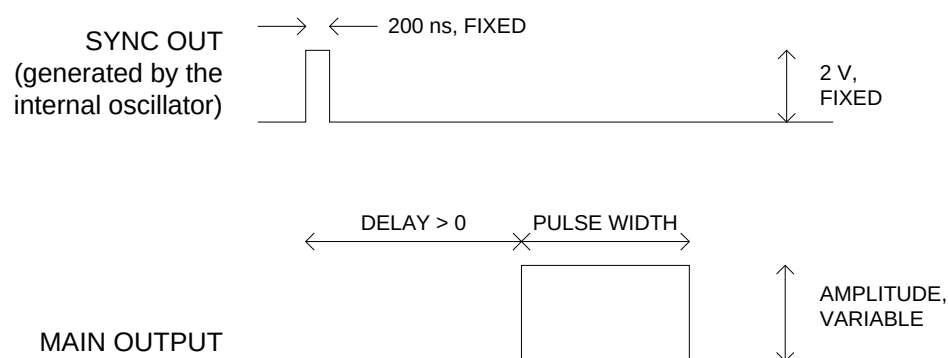 200 ns, FIXED
SYNC OUT
(generated by the
internal oscillator)
2 V,
FIXED
DELAY > 0
PULSE WIDTH
AMPLITUDE,
VARIABLE
MAIN OUTPUT